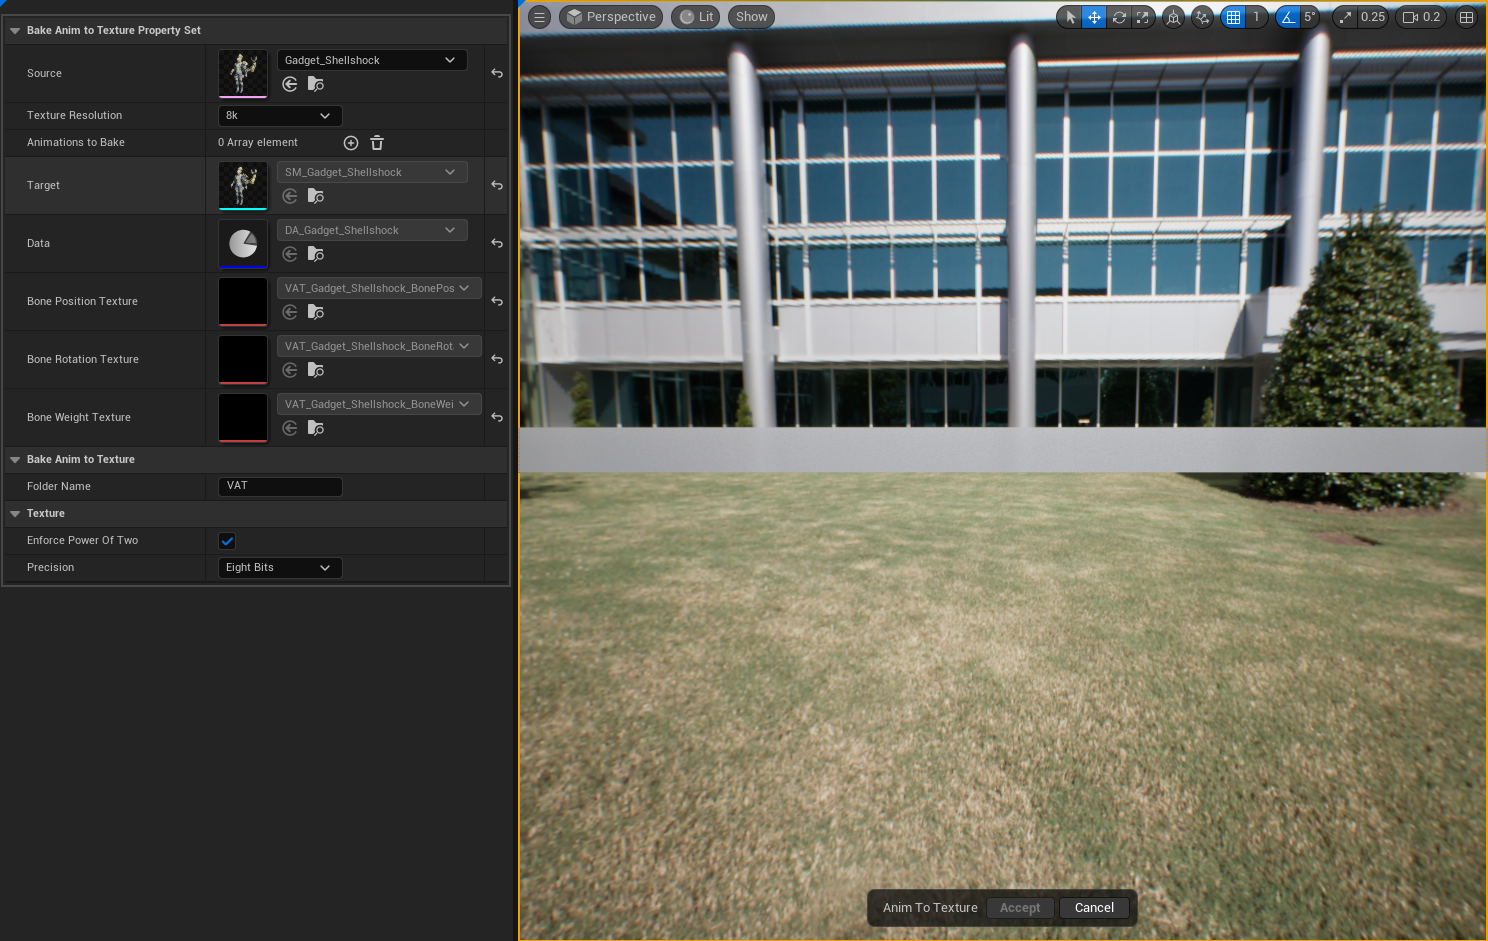 Bake Anim to Texture Property Set
Source
Gadget_Shellshock
Texture Resolution
8k
Animations to Bake
0 Array element
Target
SM_Gadget_Shellshock
Data
DA_Gadget_Shellshock
Bone Position Texture
VAT_Gadget_Shellshock_BonePos
Bone Rotation Texture
VAT_Gadget_Shellshock_BoneRot
Bone Weight Texture
VAT_Gadget_Shellshock_BoneWei
Bake Anim to Texture
Folder Name
VAT
Texture
Enforce Power Of Two
Precision
Eight Bits
Perspective
Lit
Show
1
5°
0.25
0.2
Anim To Texture
Accept
Cancel